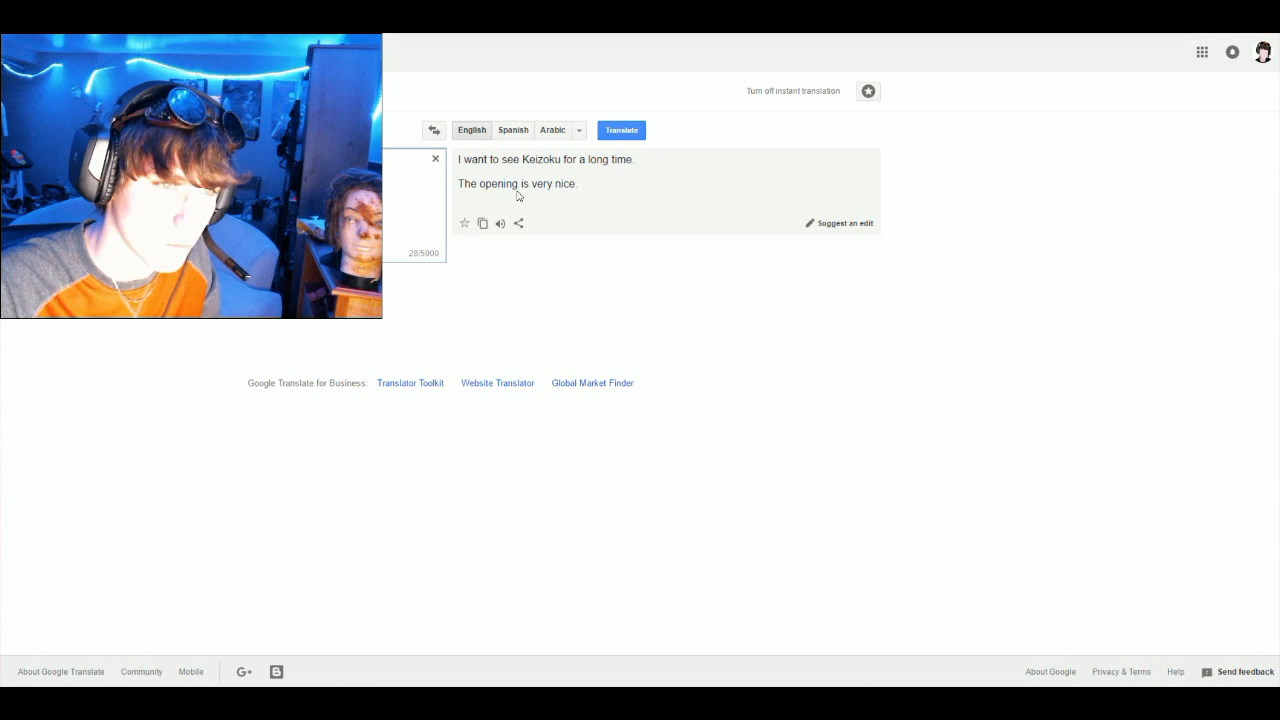 Turn off instant translation
English Spanish Arabic Translate
I want to see Keizoku for a long time.
The opening is very nice.
Suggest an edit
28/5000
Google Translate for Business: Translator Toolkit Website Translator Global Market Finder
About Google Translate Community Mobile G+ About Google Privacy & Terms Help Send feedback